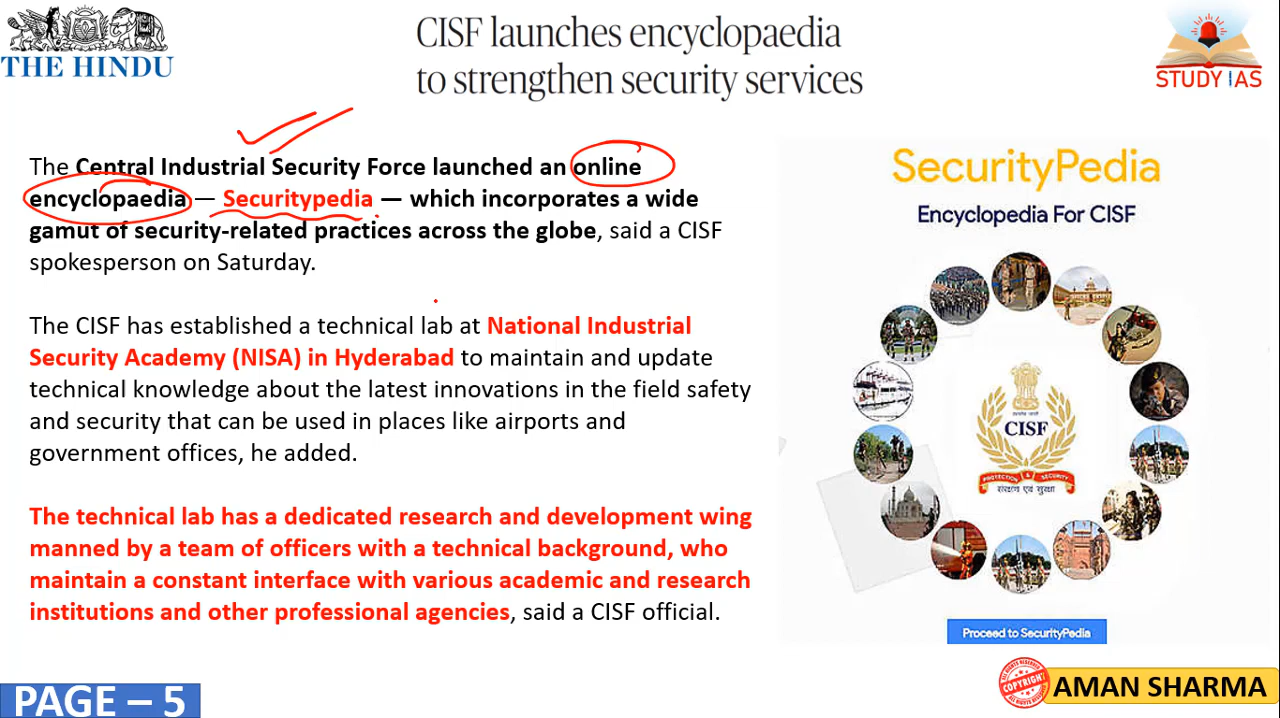 THE HINDU
CISF launches encyclopaedia
to strengthen security services
STUDY IAS
The Central Industrial Security Force launched an online
encyclopaedia — Securitypedia — which incorporates a wide
gamut of security-related practices across the globe, said a CISF
spokesperson on Saturday.
The CISF has established a technical lab at National Industrial
Security Academy (NISA) in Hyderabad to maintain and update
technical knowledge about the latest innovations in the field safety
and security that can be used in places like airports and
government offices, he added.
The technical lab has a dedicated research and development wing
manned by a team of officers with a technical background, who
maintain a constant interface with various academic and research
institutions and other professional agencies, said a CISF official.
SecurityPedia
Encyclopedia For CISF
CISF
PROTECTION & SECURITY
संरक्षण एवं सुरक्षा
Proceed to SecurityPedia
PAGE – 5
COPYRIGHT
AMAN SHARMA